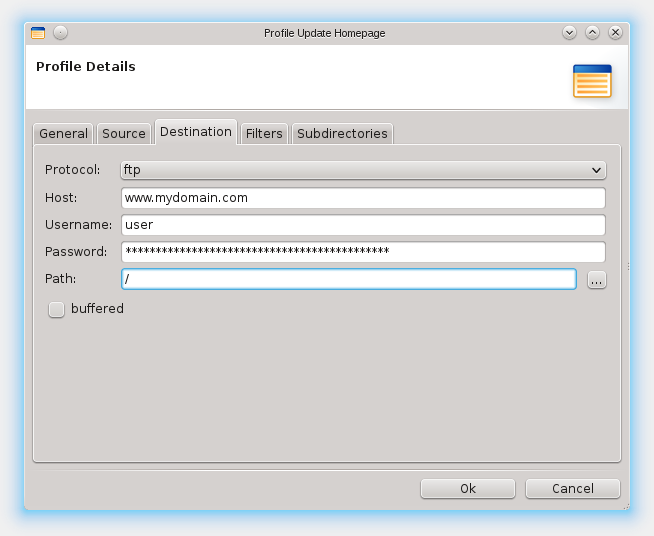 Profile Update Homepage
Profile Details
General Source Destination Filters Subdirectories
Protocol: ftp
Host: www.mydomain.com
Username: user
Password: ********************************************
Path: / ...
buffered
Ok Cancel